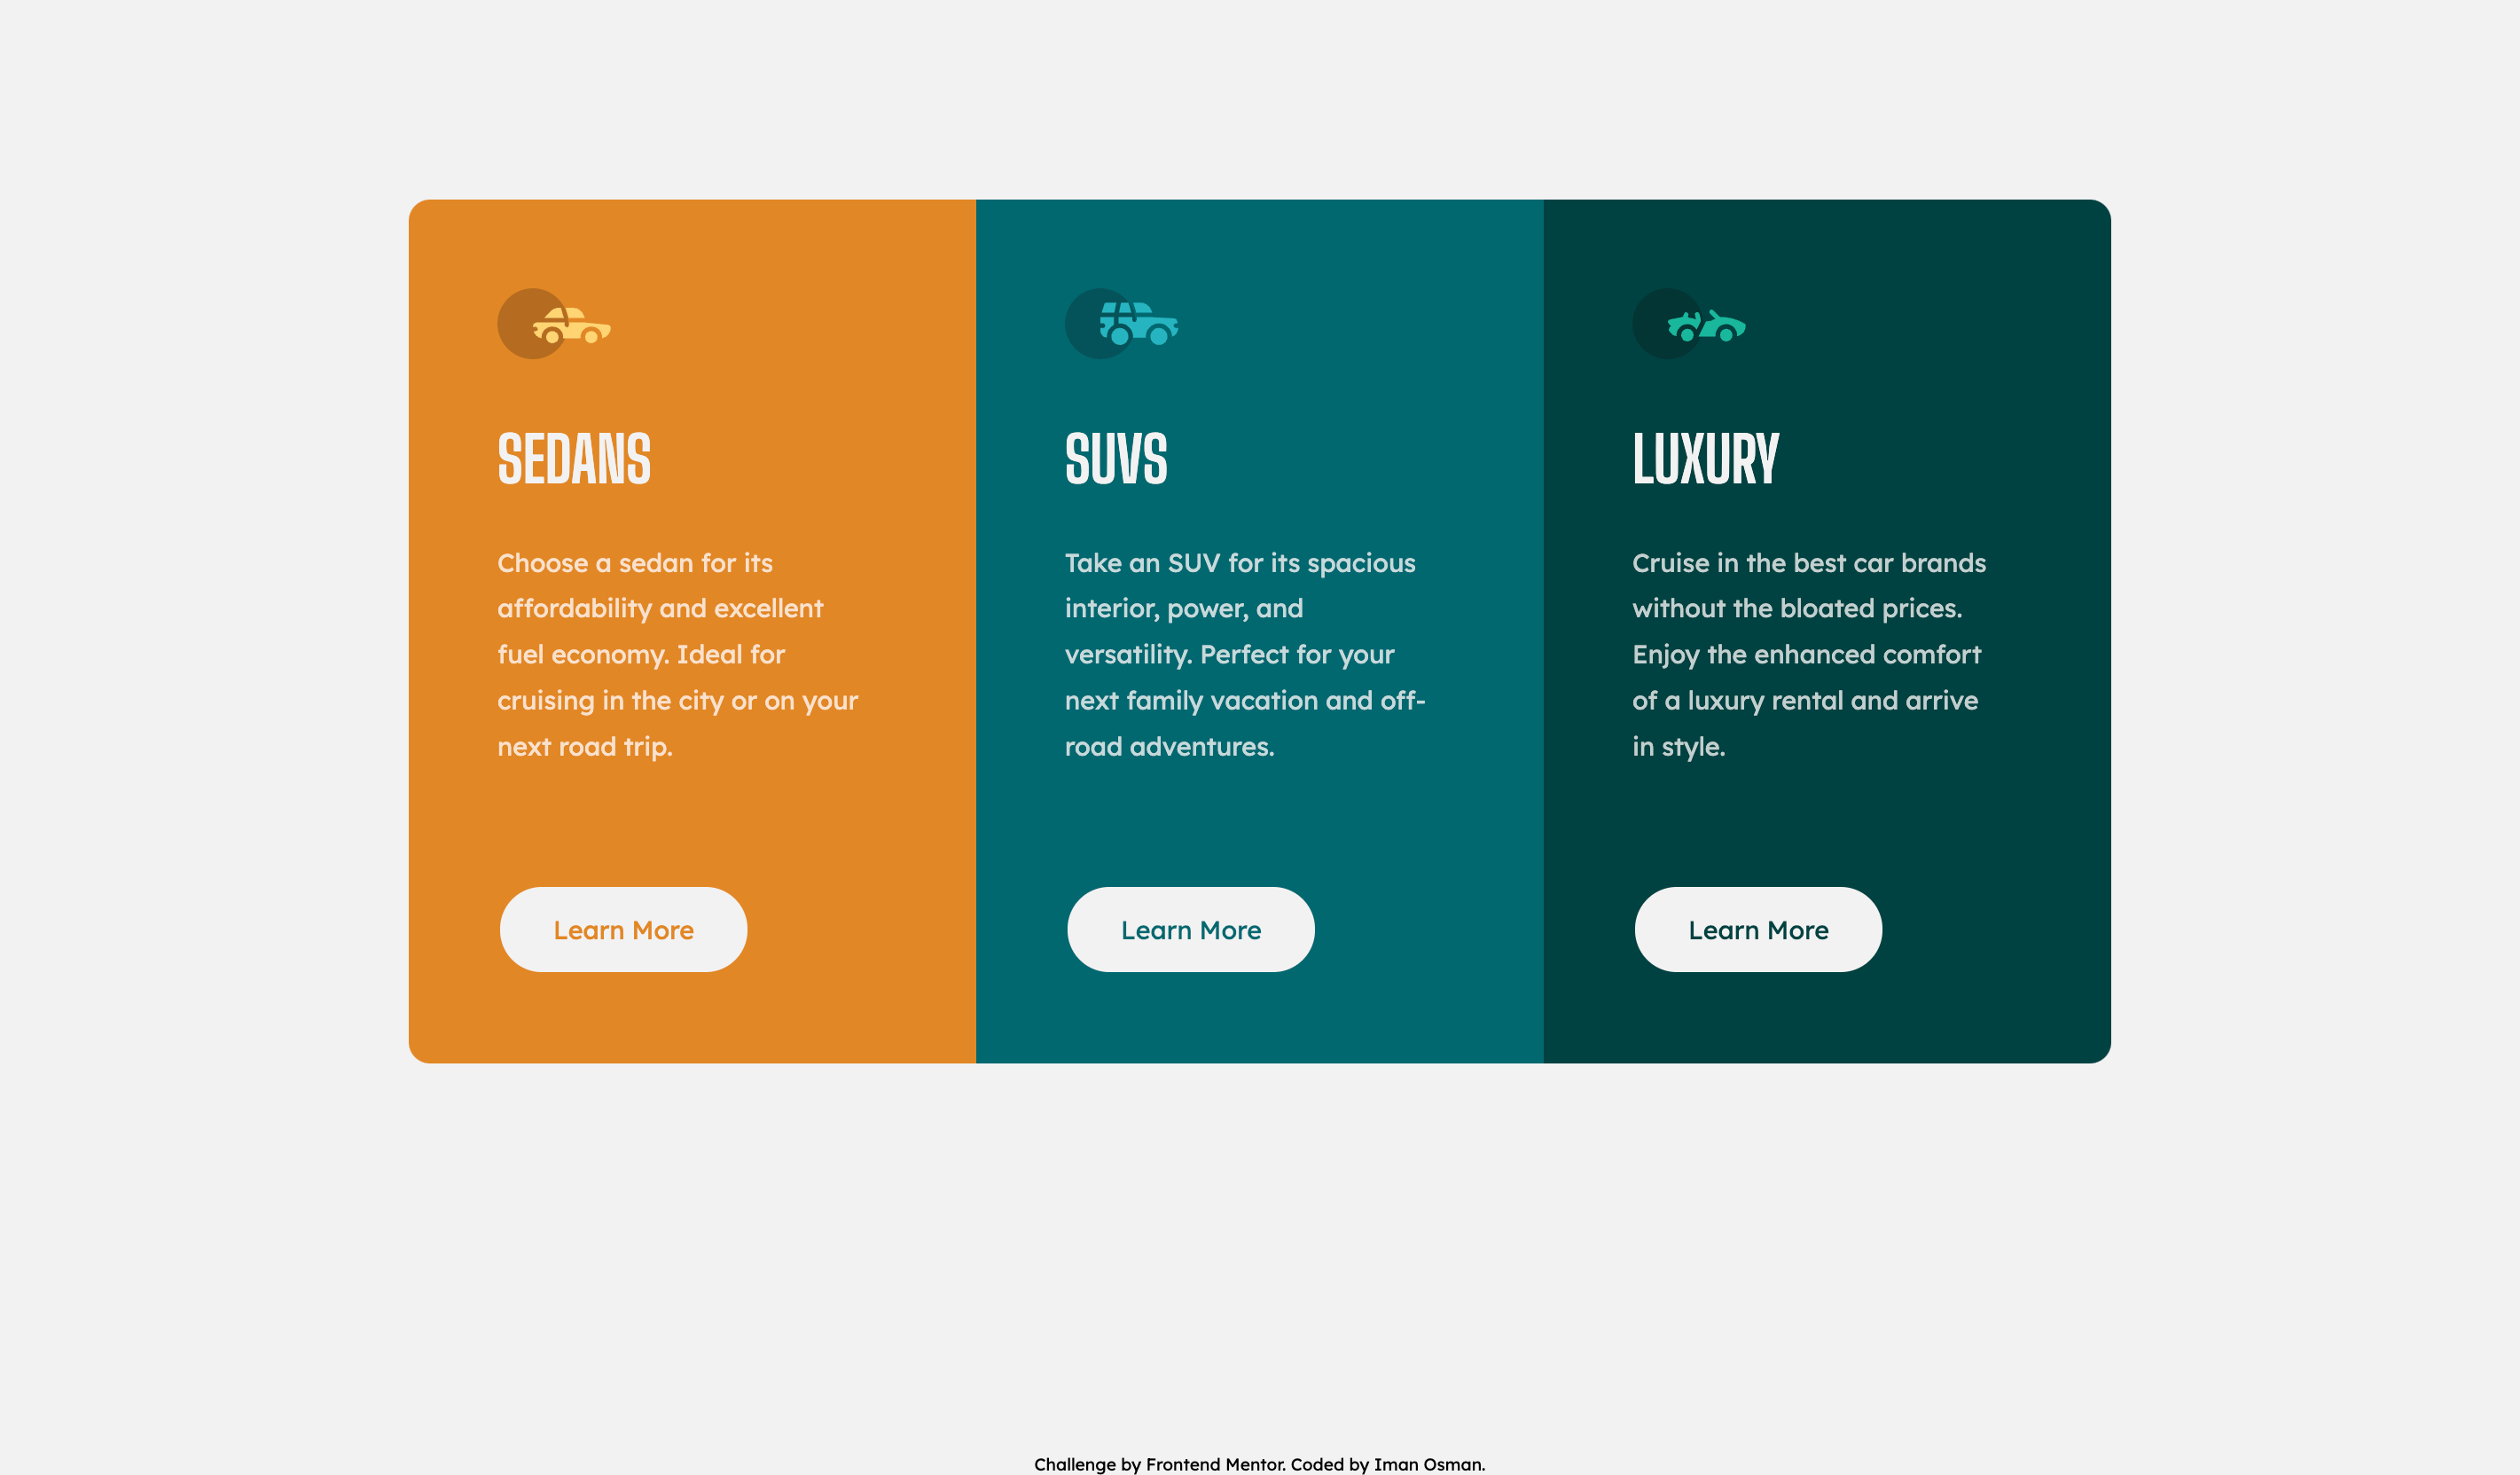 SEDANS
Choose a sedan for its
affordability and excellent
fuel economy. Ideal for
cruising in the city or on your
next road trip.
Learn More
SUVS
Take an SUV for its spacious
interior, power, and
versatility. Perfect for your
next family vacation and off-
road adventures.
Learn More
LUXURY
Cruise in the best car brands
without the bloated prices.
Enjoy the enhanced comfort
of a luxury rental and arrive
in style.
Learn More
Challenge by Frontend Mentor. Coded by Iman Osman.